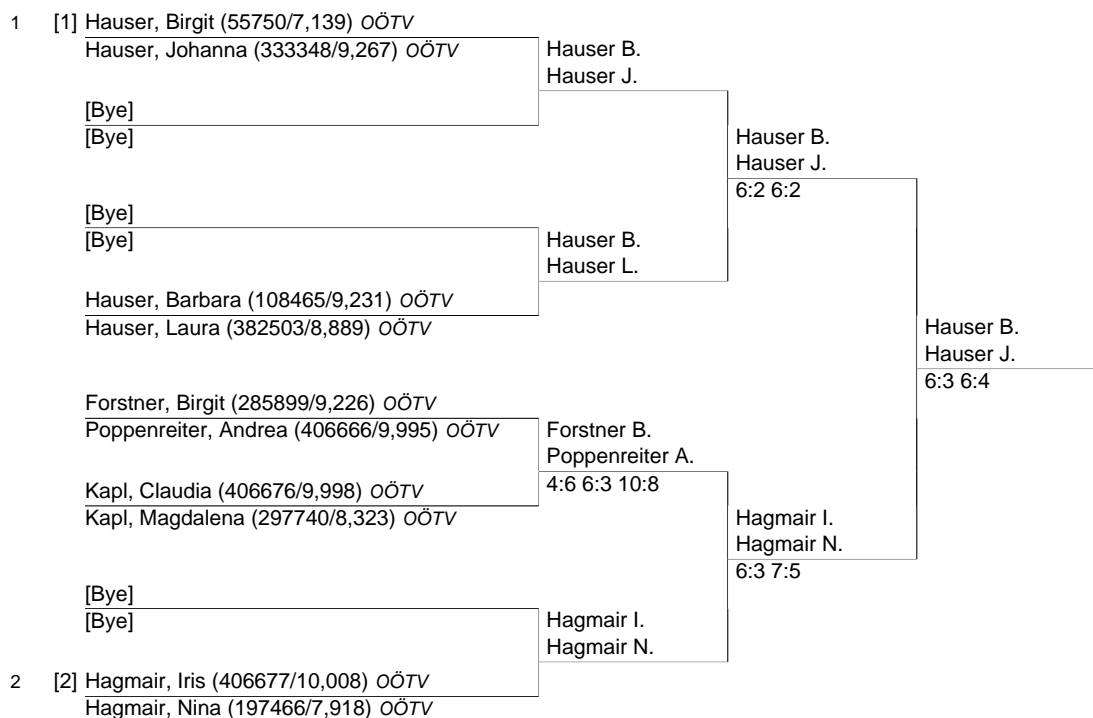 1 [1] Hauser, Birgit (55750/7,139) OÖTV
Hauser, Johanna (333348/9,267) OÖTV
Hauser B.
Hauser J.
[Bye]
[Bye]
Hauser B.
Hauser J.
6:2 6:2
[Bye]
[Bye]
Hauser B.
Hauser L.
Hauser, Barbara (108465/9,231) OÖTV
Hauser, Laura (382503/8,889) OÖTV
Hauser B.
Hauser J.
6:3 6:4
Forstner, Birgit (285899/9,226) OÖTV
Poppenreiter, Andrea (406666/9,995) OÖTV
Forstner B.
Poppenreiter A.
4:6 6:3 10:8
Kapl, Claudia (406676/9,998) OÖTV
Kapl, Magdalena (297740/8,323) OÖTV
Hagmair I.
Hagmair N.
6:3 7:5
[Bye]
[Bye]
Hagmair I.
Hagmair N.
2 [2] Hagmair, Iris (406677/10,008) OÖTV
Hagmair, Nina (197466/7,918) OÖTV